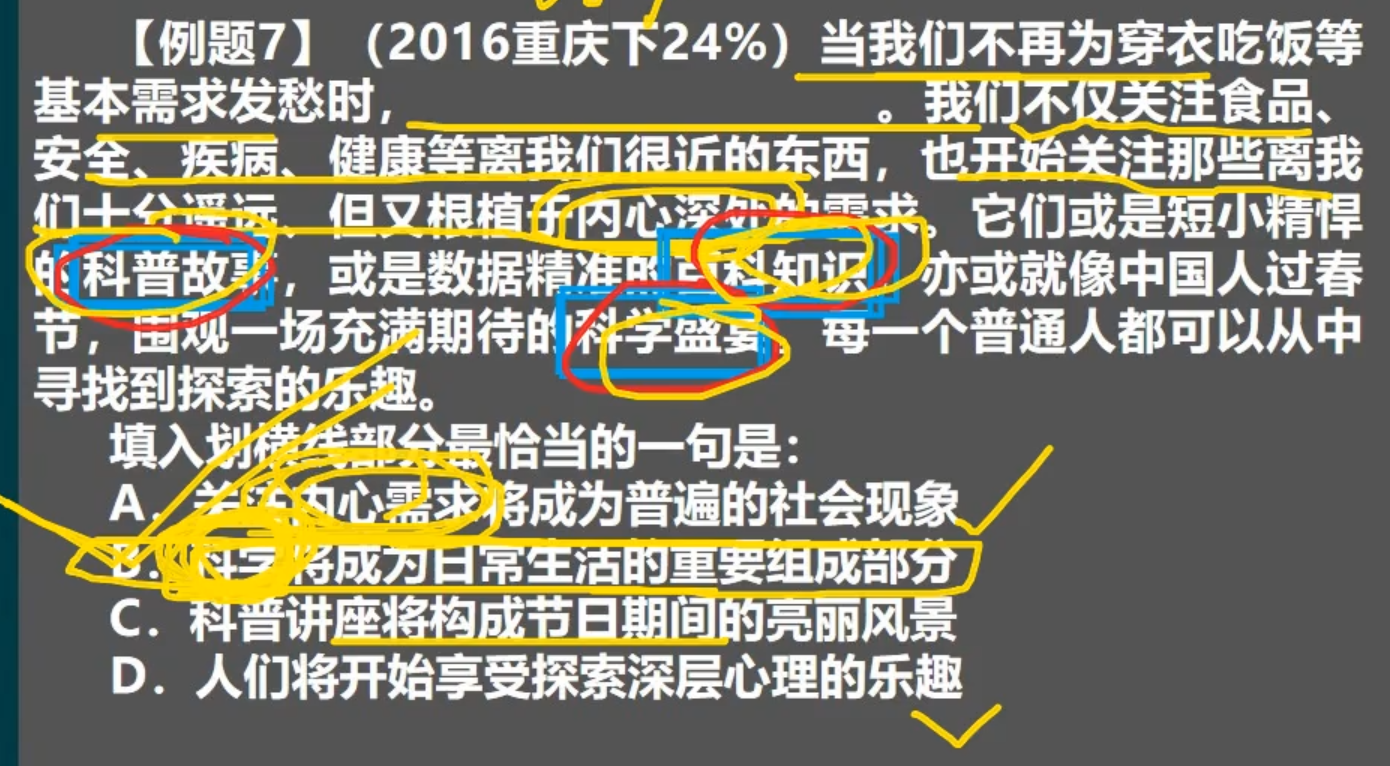 【例题7】（2016重庆下24%）当我们不再为穿衣吃饭等
基本需求发愁时，　　　　　　　　　。我们不仅关注食品、
安全、疾病、健康等离我们很近的东西，也开始关注那些离我
们十分遥远、但又根植于内心深处的需求。它们或是短小精悍
的科普故事，或是数据精准的百科知识，亦或就像中国人过春
节，围观一场充满期待的科学盛宴，每一个普通人都可以从中
寻找到探索的乐趣。
填入划横线部分最恰当的一句是：
A．关注内心需求将成为普遍的社会现象
B．科学将成为日常生活的重要组成部分
C．科普讲座将构成节日期间的亮丽风景
D．人们将开始享受探索深层心理的乐趣